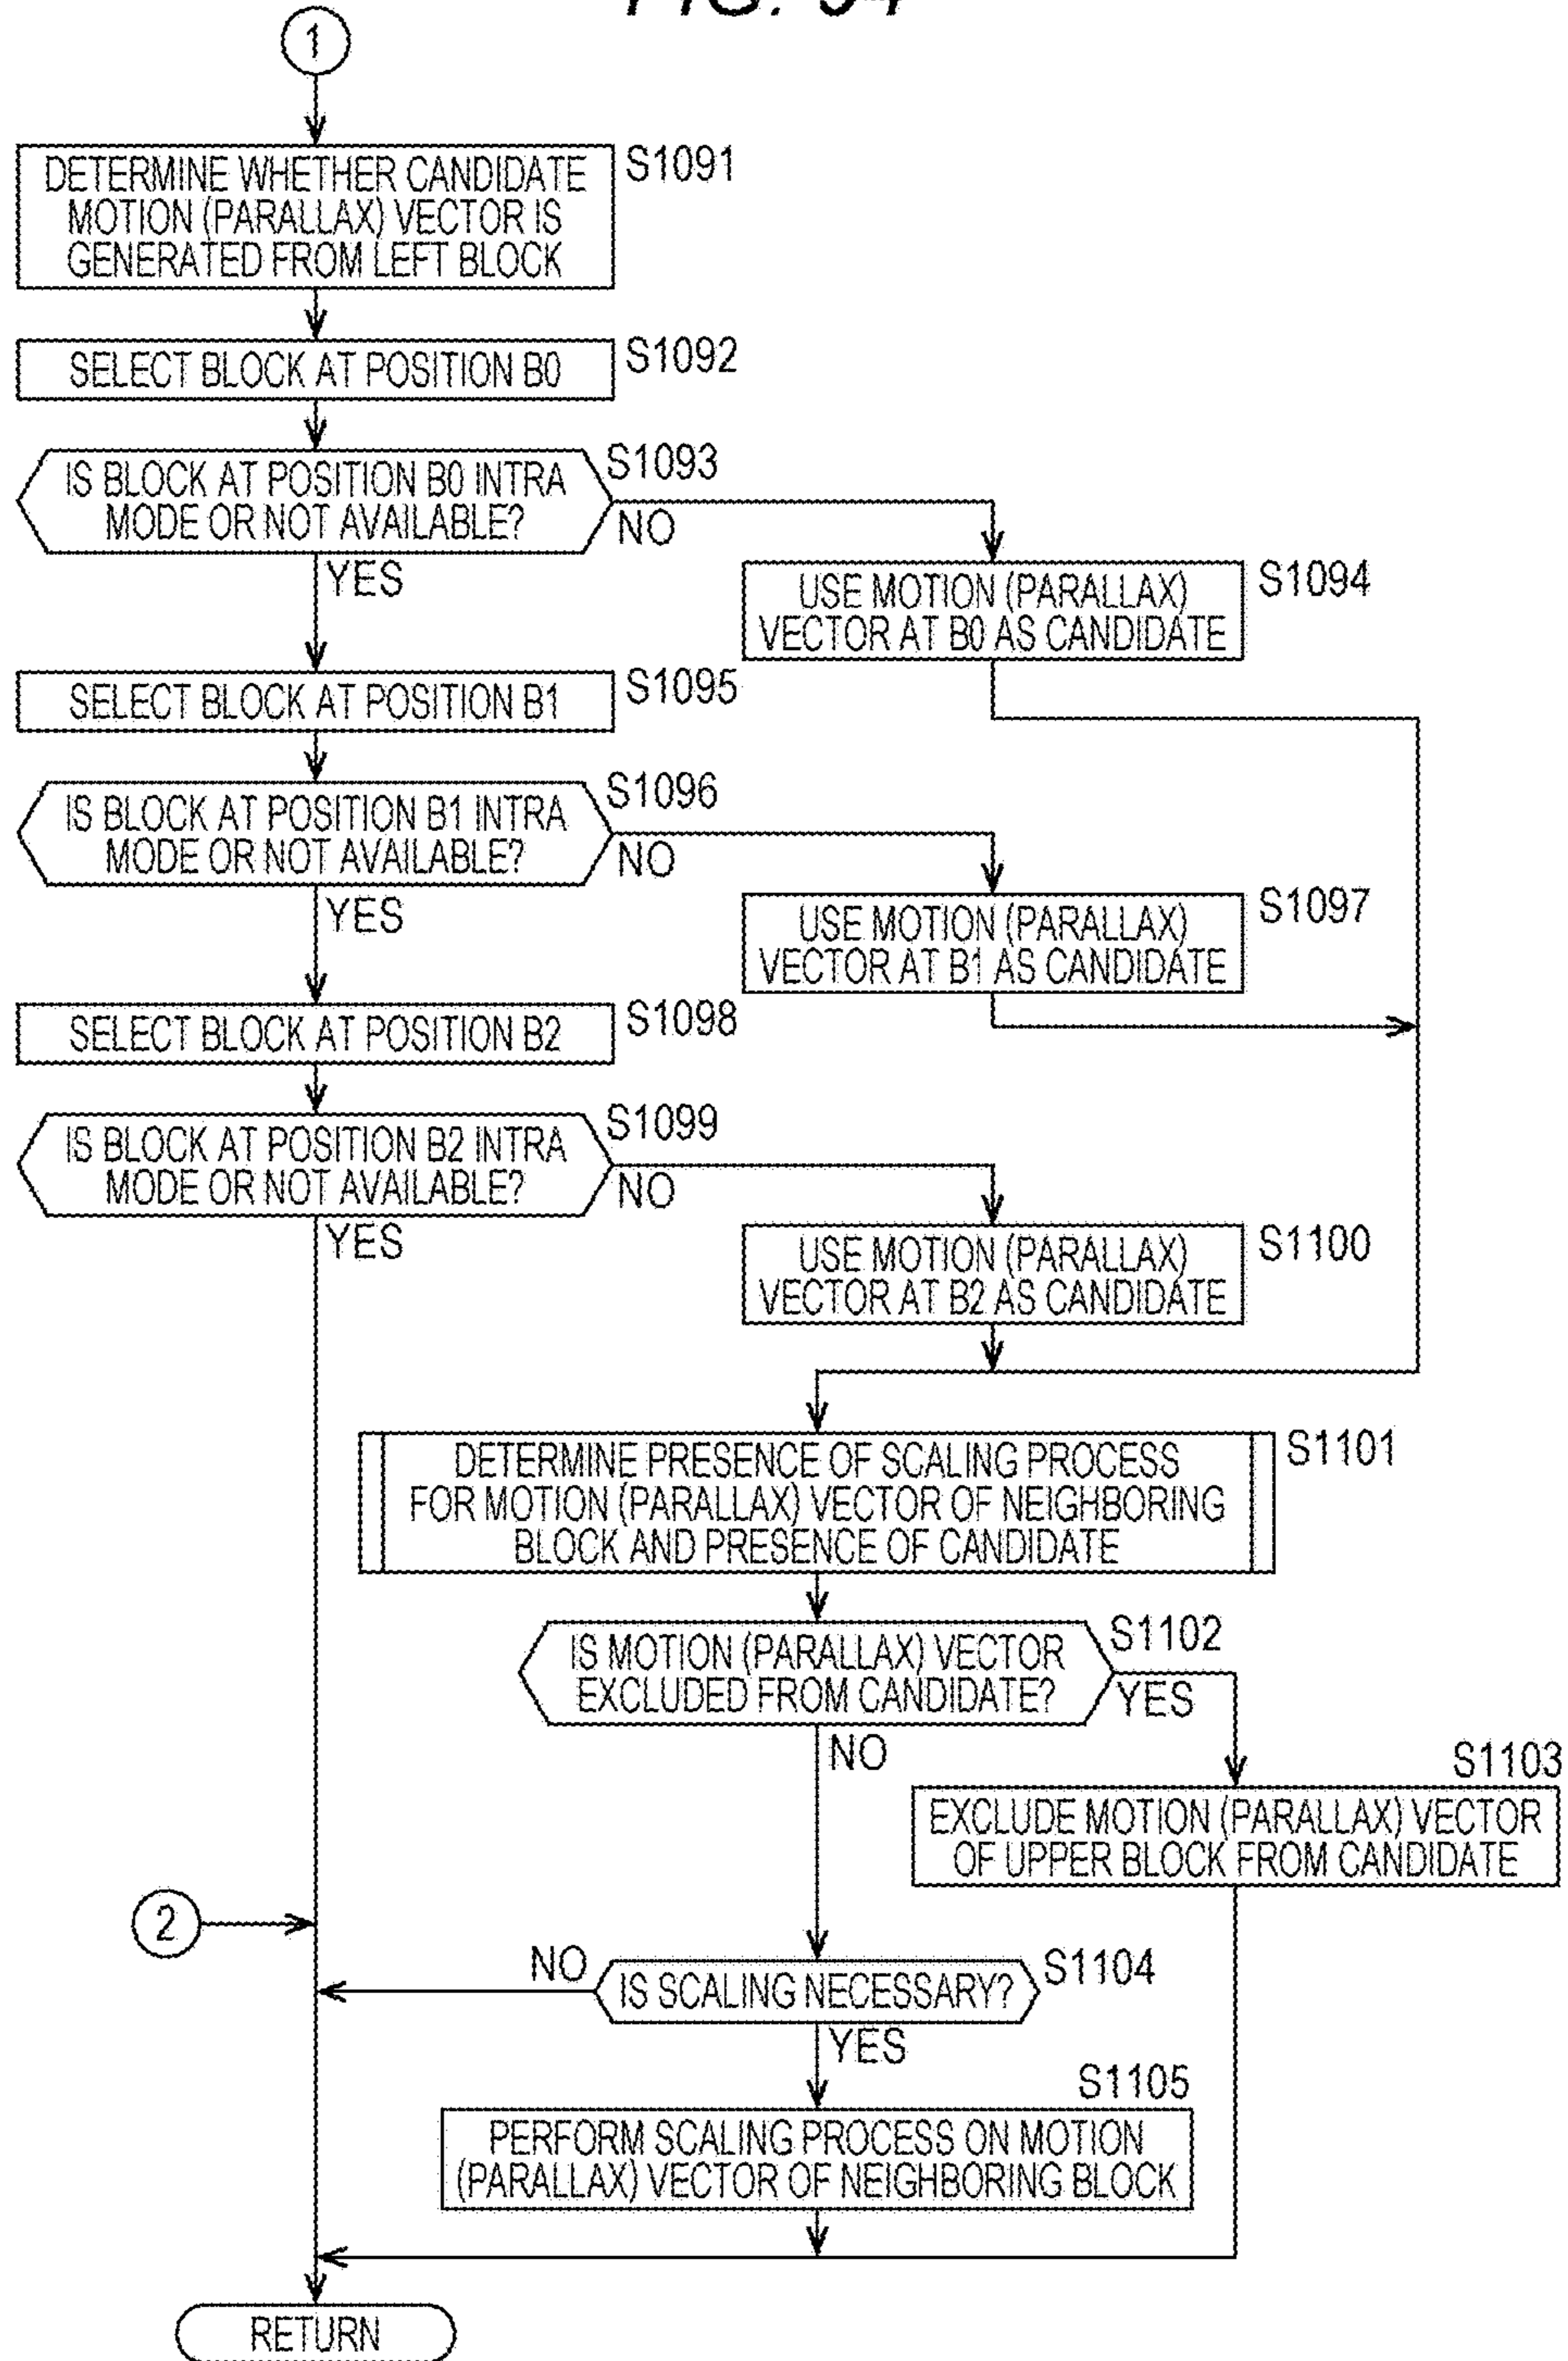 1
DETERMINE WHETHER CANDIDATE
MOTION (PARALLAX) VECTOR IS
GENERATED FROM LEFT BLOCK
S1091
SELECT BLOCK AT POSITION B0
S1092
IS BLOCK AT POSITION B0 INTRA
MODE OR NOT AVAILABLE?
S1093
NO
YES
USE MOTION (PARALLAX)
VECTOR AT B0 AS CANDIDATE
S1094
SELECT BLOCK AT POSITION B1
S1095
IS BLOCK AT POSITION B1 INTRA
MODE OR NOT AVAILABLE?
S1096
NO
YES
USE MOTION (PARALLAX)
VECTOR AT B1 AS CANDIDATE
S1097
SELECT BLOCK AT POSITION B2
S1098
IS BLOCK AT POSITION B2 INTRA
MODE OR NOT AVAILABLE?
S1099
NO
YES
USE MOTION (PARALLAX)
VECTOR AT B2 AS CANDIDATE
S1100
DETERMINE PRESENCE OF SCALING PROCESS
FOR MOTION (PARALLAX) VECTOR OF NEIGHBORING
BLOCK AND PRESENCE OF CANDIDATE
S1101
IS MOTION (PARALLAX) VECTOR
EXCLUDED FROM CANDIDATE?
S1102
YES
NO
S1103
EXCLUDE MOTION (PARALLAX) VECTOR
OF UPPER BLOCK FROM CANDIDATE
2
NO
IS SCALING NECESSARY?
S1104
YES
S1105
PERFORM SCALING PROCESS ON MOTION
(PARALLAX) VECTOR OF NEIGHBORING BLOCK
RETURN